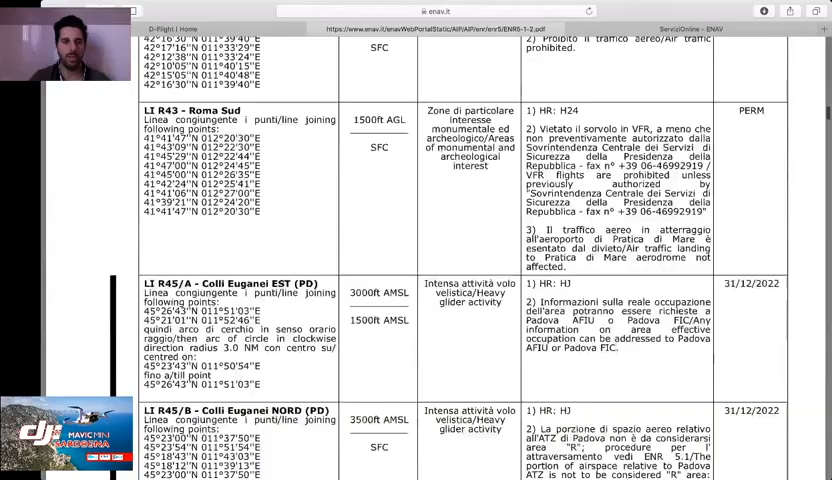 enav.it
D-Flight | Home
https://www.enav.it/enavWebPortalStatic/AIP/AIP/enr/enr5/ENR5-1-2.pdf
ServiziOnline - ENAV
42°17'16''N 011°33'29''E
42°12'38''N 011°33'24''E
42°10'05''N 011°40'15''E
42°15'05''N 011°40'48''E
42°16'30''N 011°39'40''E
SFC
2) Proibito il traffico aereo/Air traffic
prohibited.
LI R43 - Roma Sud
Linea congiungente i punti/line joining
following points:
41°41'47''N 012°20'30''E
41°43'09''N 012°22'30''E
41°45'29''N 012°22'44''E
41°47'00''N 012°24'45''E
41°45'00''N 012°26'35''E
41°42'24''N 012°25'41''E
41°41'06''N 012°27'00''E
41°39'21''N 012°24'20''E
41°41'47''N 012°20'30''E
1500ft AGL
SFC
Zone di particolare
interesse
monumentale ed
archeologico/Areas
of monumental and
archeological
interest
1) HR: H24
2) Vietato il sorvolo in VFR, a meno che
non preventivamente autorizzato dalla
Sovrintendenza Centrale dei Servizi di
Sicurezza della Presidenza della
Repubblica - fax n° +39 06-46992919 /
VFR flights are prohibited unless
previously authorized by
"Sovrintendenza Centrale dei Servizi di
Sicurezza della Presidenza della
Repubblica - fax n° +39 06-46992919"
3) Il traffico aereo in atterraggio
all'aeroporto di Pratica di Mare è
esentato dal divieto/Air traffic landing
to Pratica di Mare aerodrome not
affected.
PERM
LI R45/A - Colli Euganei EST (PD)
Linea congiungente i punti/line joining
following points:
45°26'43''N 011°51'03''E
45°21'01''N 011°52'46''E
quindi arco di cerchio in senso orario
raggio/then arc of circle in clockwise
direction radius 3.0 NM con centro su/
centred on:
45°23'43''N 011°50'54''E
fino a/till point
45°26'43''N 011°51'03''E
3000ft AMSL
1500ft AMSL
Intensa attività volo
velistica/Heavy
glider activity
1) HR: HJ
2) Informazioni sulla reale occupazione
dell'area potranno essere richieste a
Padova AFIU o Padova FIC/Any
information on area effective
occupation can be addressed to Padova
AFIU or Padova FIC.
31/12/2022
LI R45/B - Colli Euganei NORD (PD)
Linea congiungente i punti/line joining
following points:
45°23'00''N 011°37'50''E
45°23'54''N 011°51'54''E
45°18'43''N 011°43'03''E
45°18'12''N 011°39'13''E
45°23'00''N 011°37'50''E
3500ft AMSL
SFC
Intensa attività volo
velistica/Heavy
glider activity
1) HR: HJ
2) La porzione di spazio aereo relativo
all'ATZ di Padova non è da considerarsi
area "R"; procedure per l'
attraversamento vedi ENR 5.1/The
portion of airspace relative to Padova
ATZ is not to be considered "R" area:
31/12/2022
dji
MAVIC MINI
SARDEGNA